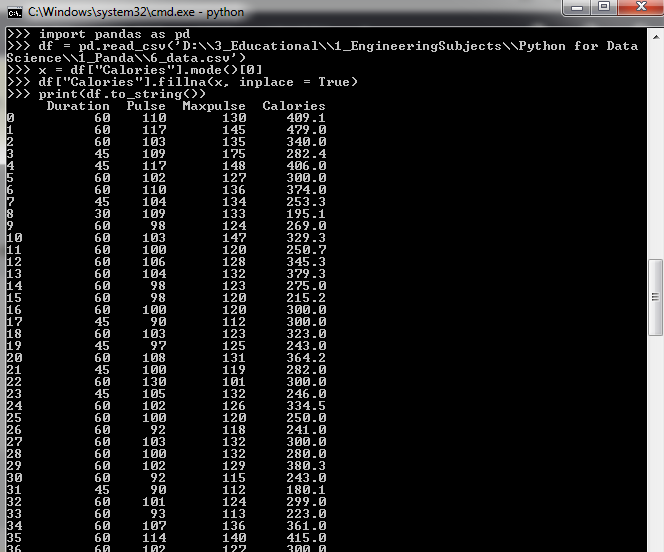 C:\Windows\system32\cmd.exe - python
>>> import pandas as pd
>>> df = pd.read_csv('D:\\3_Educational\\1_EngineeringSubjects\\Python for Data
Science\\1_Panda\\6_data.csv')
>>> x = df["Calories"].mode()[0]
>>> df["Calories"].fillna(x, inplace = True)
>>> print(df.to_string())
Duration Pulse Maxpulse Calories
0 60 110 130 409.1
1 60 117 145 479.0
2 60 103 135 340.0
3 45 109 175 282.4
4 45 117 148 406.0
5 60 102 127 300.0
6 60 110 136 374.0
7 45 104 134 253.3
8 30 109 133 195.1
9 60 98 124 269.0
10 60 103 147 329.3
11 60 100 120 250.7
12 60 106 128 345.3
13 60 104 132 379.3
14 60 98 123 275.0
15 60 98 120 215.2
16 60 100 120 300.0
17 45 90 112 300.0
18 60 103 123 323.0
19 45 97 125 243.0
20 60 108 131 364.2
21 45 100 119 282.0
22 60 130 101 300.0
23 45 105 132 246.0
24 60 102 126 334.5
25 60 100 120 250.0
26 60 92 118 241.0
27 60 103 132 300.0
28 60 100 132 280.0
29 60 102 129 380.3
30 60 92 115 243.0
31 45 90 112 180.1
32 60 101 124 299.0
33 60 93 113 223.0
34 60 107 136 361.0
35 60 114 140 415.0
36 60 102 127 300.0